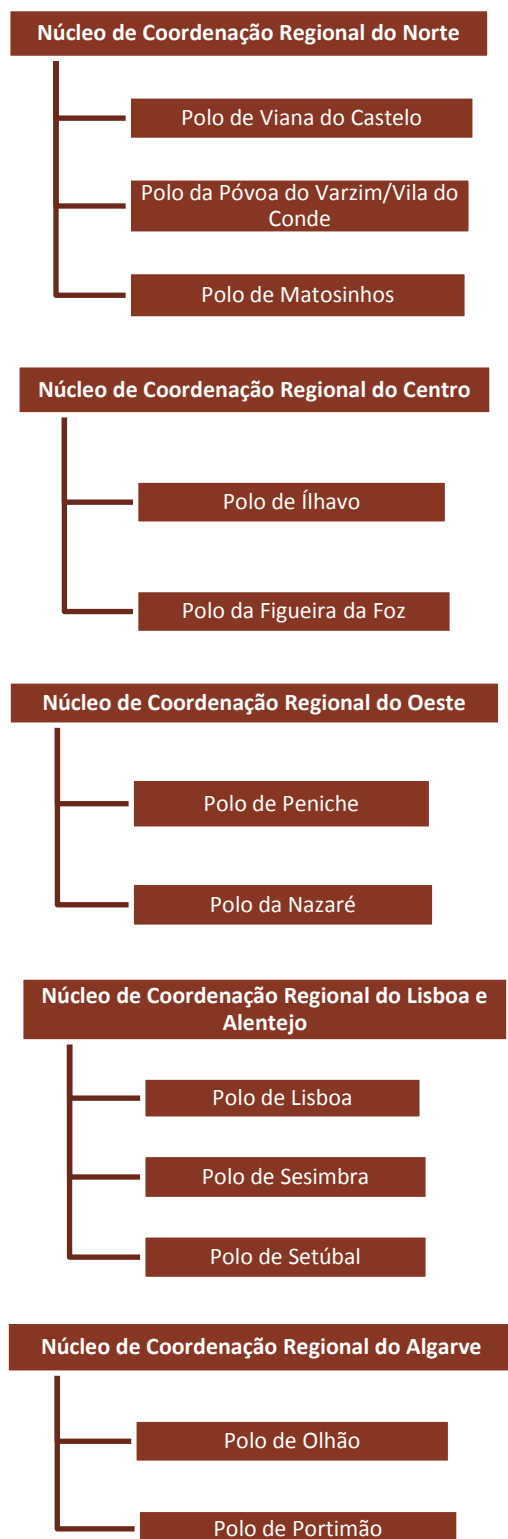 Núcleo de Coordenação Regional do Norte
Polo de Viana do Castelo
Polo da Póvoa do Varzim/Vila do
Conde
Polo de Matosinhos
Núcleo de Coordenação Regional do Centro
Polo de Ílhavo
Polo da Figueira da Foz
Núcleo de Coordenação Regional do Oeste
Polo de Peniche
Polo da Nazaré
Núcleo de Coordenação Regional do Lisboa e
Alentejo
Polo de Lisboa
Polo de Sesimbra
Polo de Setúbal
Núcleo de Coordenação Regional do Algarve
Polo de Olhão
Polo de Portimão